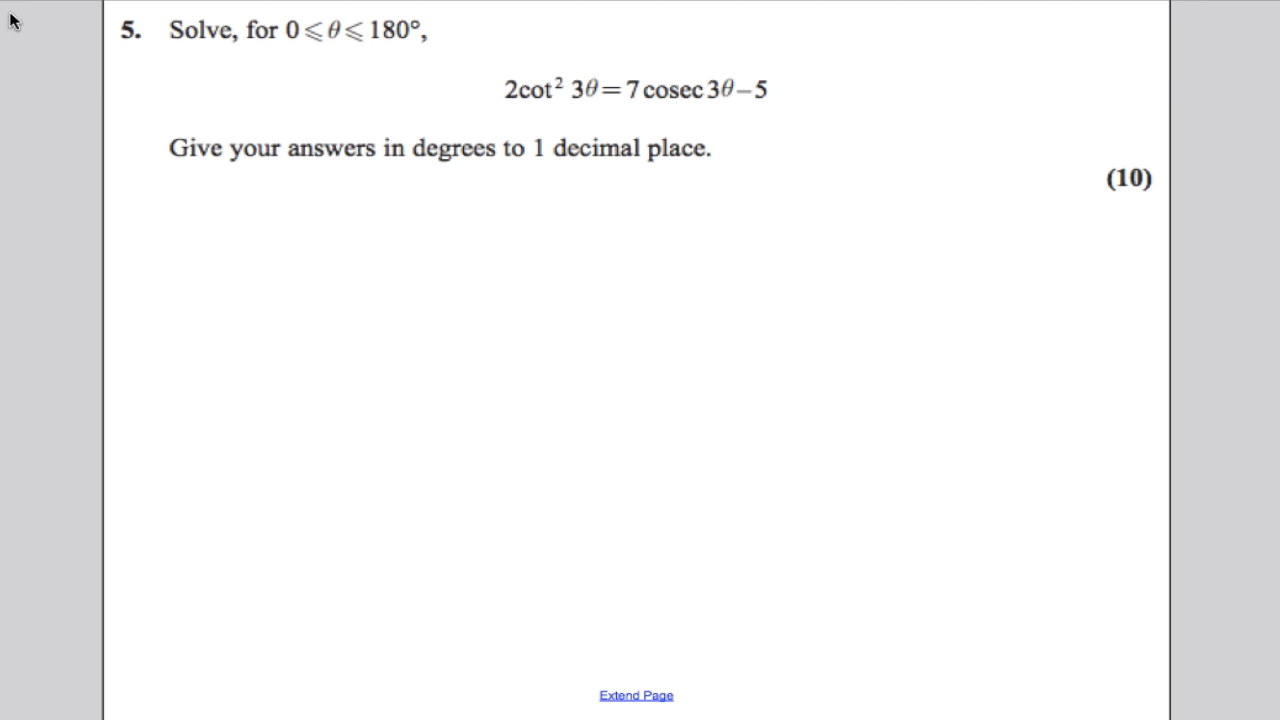 5. Solve, for 0 ⩽ θ ⩽ 180°,
2cot² 3θ = 7 cosec 3θ – 5
Give your answers in degrees to 1 decimal place.
(10)
Extend Page